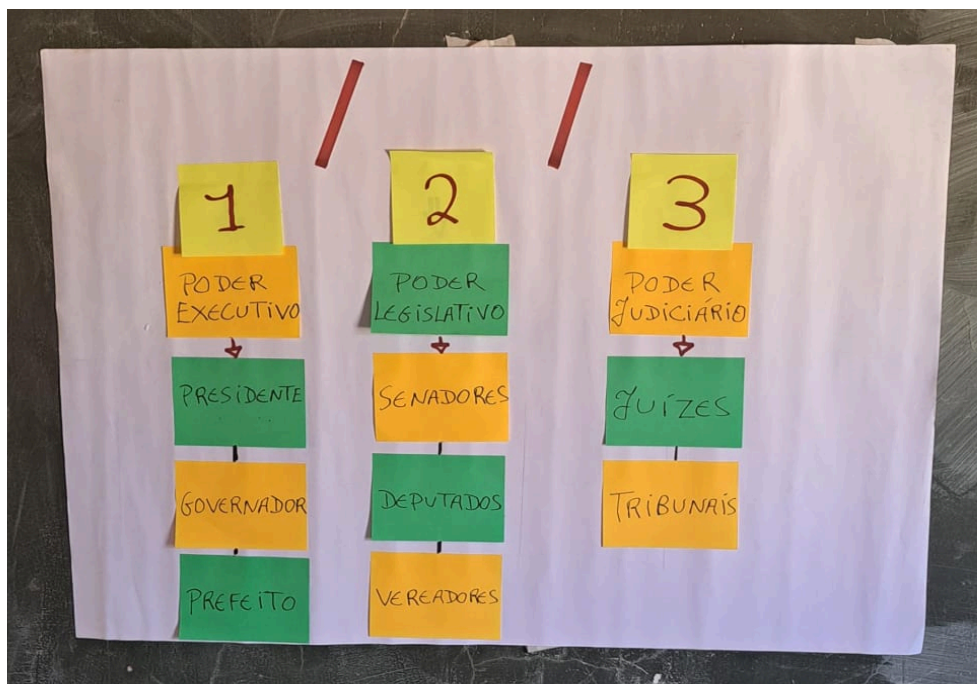 1
PODER
EXECUTIVO
PRESIDENTE
GOVERNADOR
PREFEITO
2
PODER
LEGISLATIVO
SENADORES
DEPUTADOS
VEREADORES
3
PODER
JUDICIÁRIO
JUÍZES
TRIBUNAIS